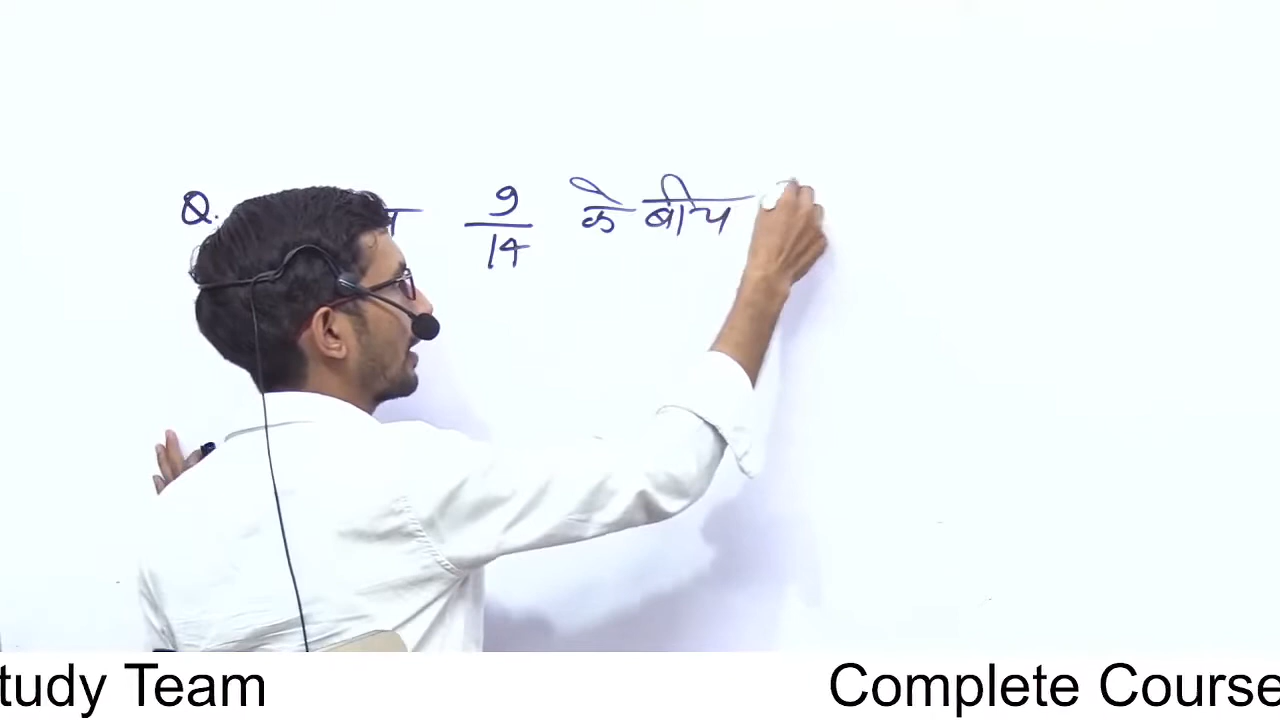 Q. 9/14 के बीच
tudy Team Complete Course